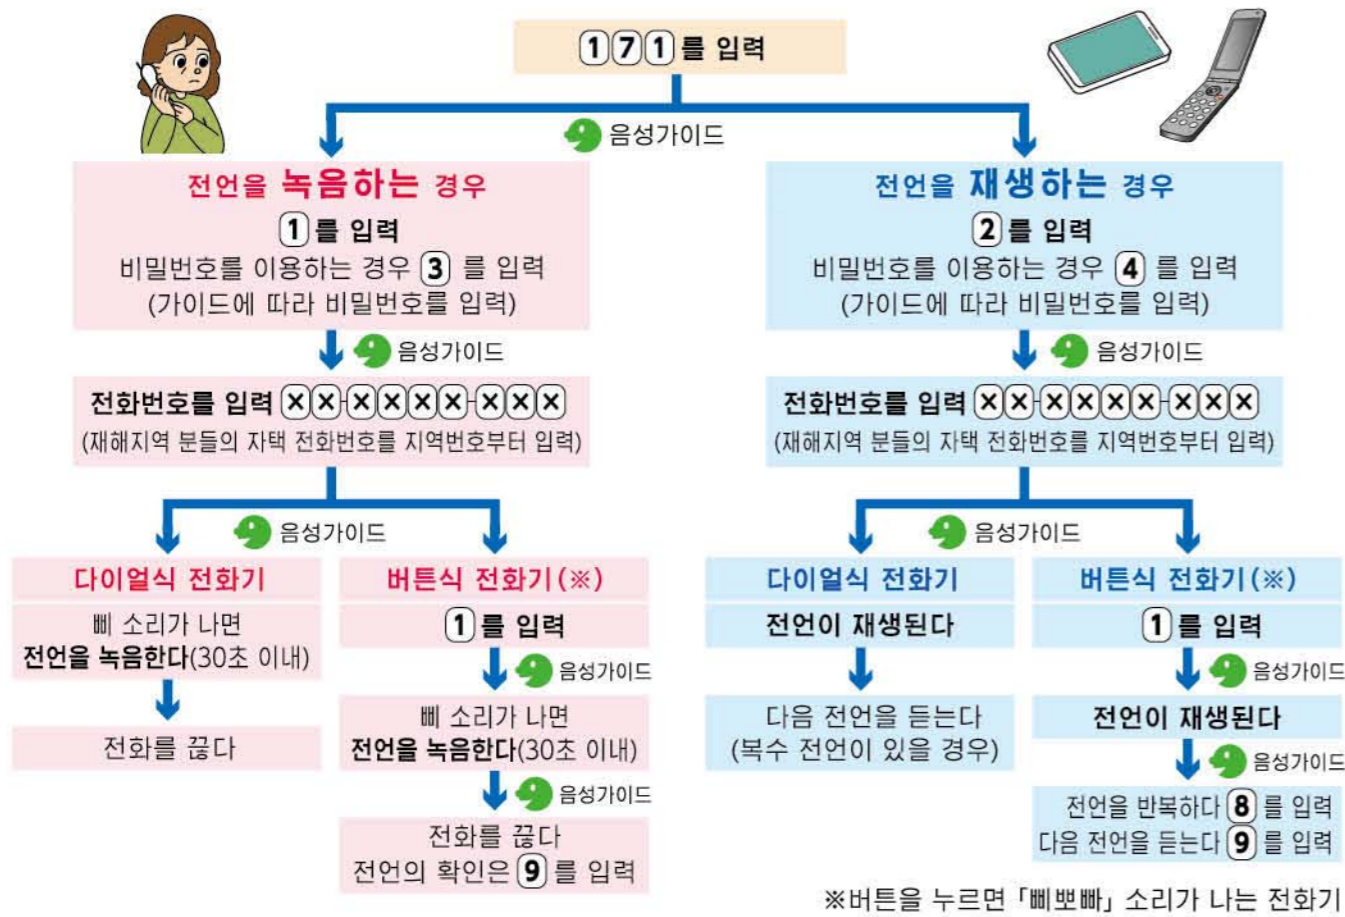 171를 입력
음성가이드
전언을 녹음하는 경우
1를 입력
비밀번호를 이용하는 경우 3 를 입력
(가이드에 따라 비밀번호를 입력)
음성가이드
전화번호를 입력 XX-XXXX-XXX
(재해지역 분들의 자택 전화번호를 지역번호부터 입력)
음성가이드
다이얼식 전화기
삐 소리가 나면
전언을 녹음한다(30초 이내)
전화를 끊다
버튼식 전화기(※)
1를 입력
음성가이드
삐 소리가 나면
전언을 녹음한다(30초 이내)
음성가이드
전화를 끊다
전언의 확인은 9 를 입력
전언을 재생하는 경우
2를 입력
비밀번호를 이용하는 경우 4 를 입력
(가이드에 따라 비밀번호를 입력)
음성가이드
전화번호를 입력 XX-XXXX-XXX
(재해지역 분들의 자택 전화번호를 지역번호부터 입력)
음성가이드
다이얼식 전화기
전언이 재생된다
다음 전언을 듣는다
(복수 전언이 있을 경우)
버튼식 전화기(※)
1를 입력
음성가이드
전언이 재생된다
음성가이드
전언을 반복하다 8 를 입력
다음 전언을 듣는다 9 를 입력
※버튼을 누르면 「삐뽀빠」 소리가 나는 전화기